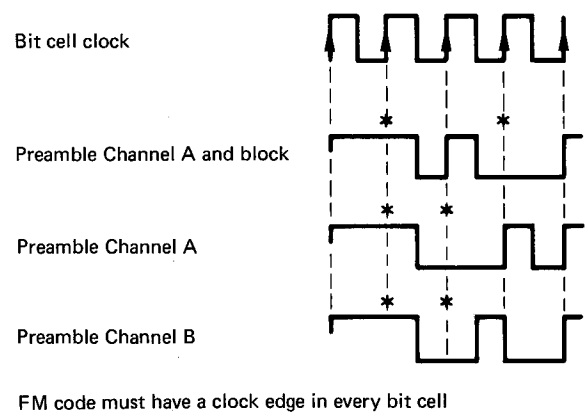 Bit cell clock
Preamble Channel A and block
Preamble Channel A
Preamble Channel B
FM code must have a clock edge in every bit cell